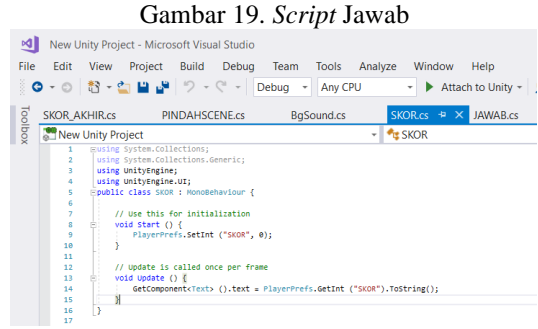 Gambar 19. Script Jawab
New Unity Project - Microsoft Visual Studio
File Edit View Project Build Debug Team Tools Analyze Window Help
Debug Any CPU Attach to Unity
Toolbox
SKOR_AKHIR.cs PINDAHSCENE.cs BgSound.cs SKOR.cs JAWAB.cs
New Unity Project SKOR
1 using System.Collections;
2 using System.Collections.Generic;
3 using UnityEngine;
4 using UnityEngine.UI;
5 public class SKOR : MonoBehaviour {
6
7 // Use this for initialization
8 void Start () {
9 PlayerPrefs.SetInt ("SKOR", 0);
10 }
11
12 // Update is called once per frame
13 void Update () {
14 GetComponent<Text> ().text = PlayerPrefs.GetInt ("SKOR").ToString();
15 }
16 }
17